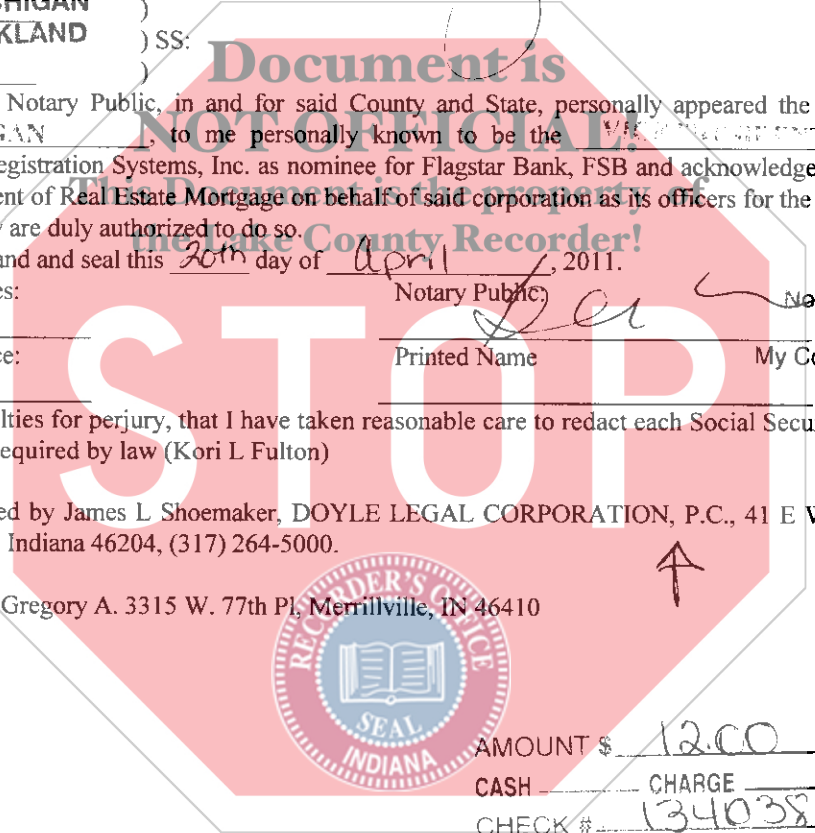 KLAND ) SS:
)
Document is
Notary Public, in and for said County and State, personally appeared the
NOT OFFICIAL!
GAN, to me personally known to be the
egistration Systems, Inc. as nominee for Flagstar Bank, FSB and acknowledge
This Document is the property of
ent of Real Estate Mortgage on behalf of said corporation as its officers for the
y are duly authorized to do so.
the Lake County Recorder!
and and seal this 20th day of April, 2011.
es: Notary Public: No
STOP
ce: Printed Name My Co
lties for perjury, that I have taken reasonable care to redact each Social Secu
equired by law (Kori L Fulton)
ed by James L Shoemaker, DOYLE LEGAL CORPORATION, P.C., 41 E W
Indiana 46204, (317) 264-5000.
Gregory A. 3315 W. 77th Pl, Merrillville, IN 46410
RECORDER'S OFFICE
SEAL
INDIANA
AMOUNT $ 12.00
CASH CHARGE
CHECK # 134038